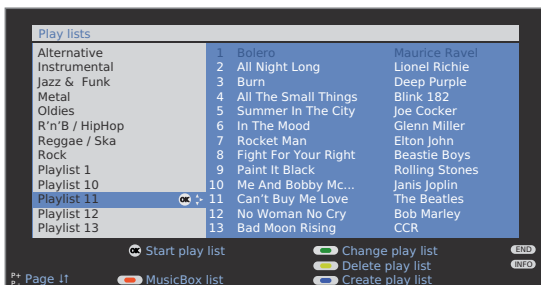 Play lists
Alternative 1 Bolero Maurice Ravel
Instrumental 2 All Night Long Lionel Richie
Jazz & Funk 3 Burn Deep Purple
Metal 4 All The Small Things Blink 182
Oldies 5 Summer In The City Joe Cocker
R'n'B / HipHop 6 In The Mood Glenn Miller
Reggae / Ska 7 Rocket Man Elton John
Rock 8 Fight For Your Right Beastie Boys
Playlist 1 9 Paint It Black Rolling Stones
Playlist 10 10 Me And Bobby Mc... Janis Joplin
Playlist 11 OK 11 Can't Buy Me Love The Beatles
Playlist 12 12 No Woman No Cry Bob Marley
Playlist 13 13 Bad Moon Rising CCR
OK Start play list Change play list END
Delete play list INFO
P+ Page ↓↑ MusicBox list Create play list